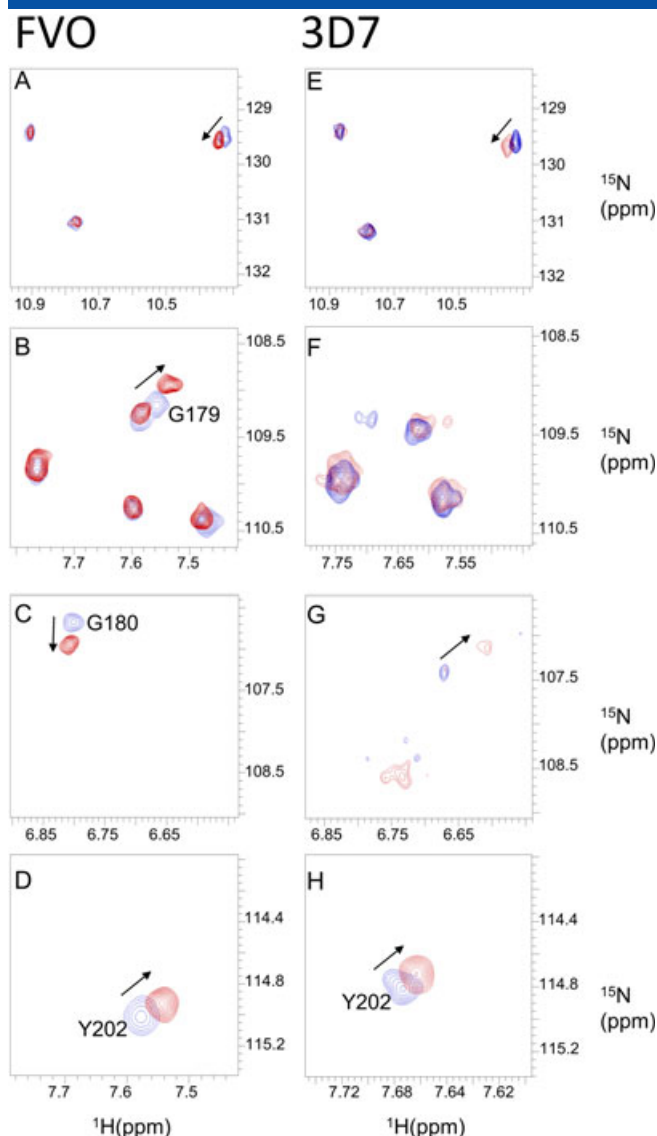 FVO
3D7
A
129
130
131
132
10.9 10.7 10.5
E
129
130
131
132
10.9 10.7 10.5
15N
(ppm)
B
G179
108.5
109.5
110.5
7.7 7.6 7.5
F
108.5
109.5
110.5
7.75 7.65 7.55
15N
(ppm)
C
G180
107.5
108.5
6.85 6.75 6.65
G
107.5
108.5
6.85 6.75 6.65
15N
(ppm)
D
Y202
114.4
114.8
115.2
7.7 7.6 7.5
1H(ppm)
H
Y202
114.4
114.8
115.2
7.72 7.68 7.66 7.62
1H(ppm)
15N
(ppm)